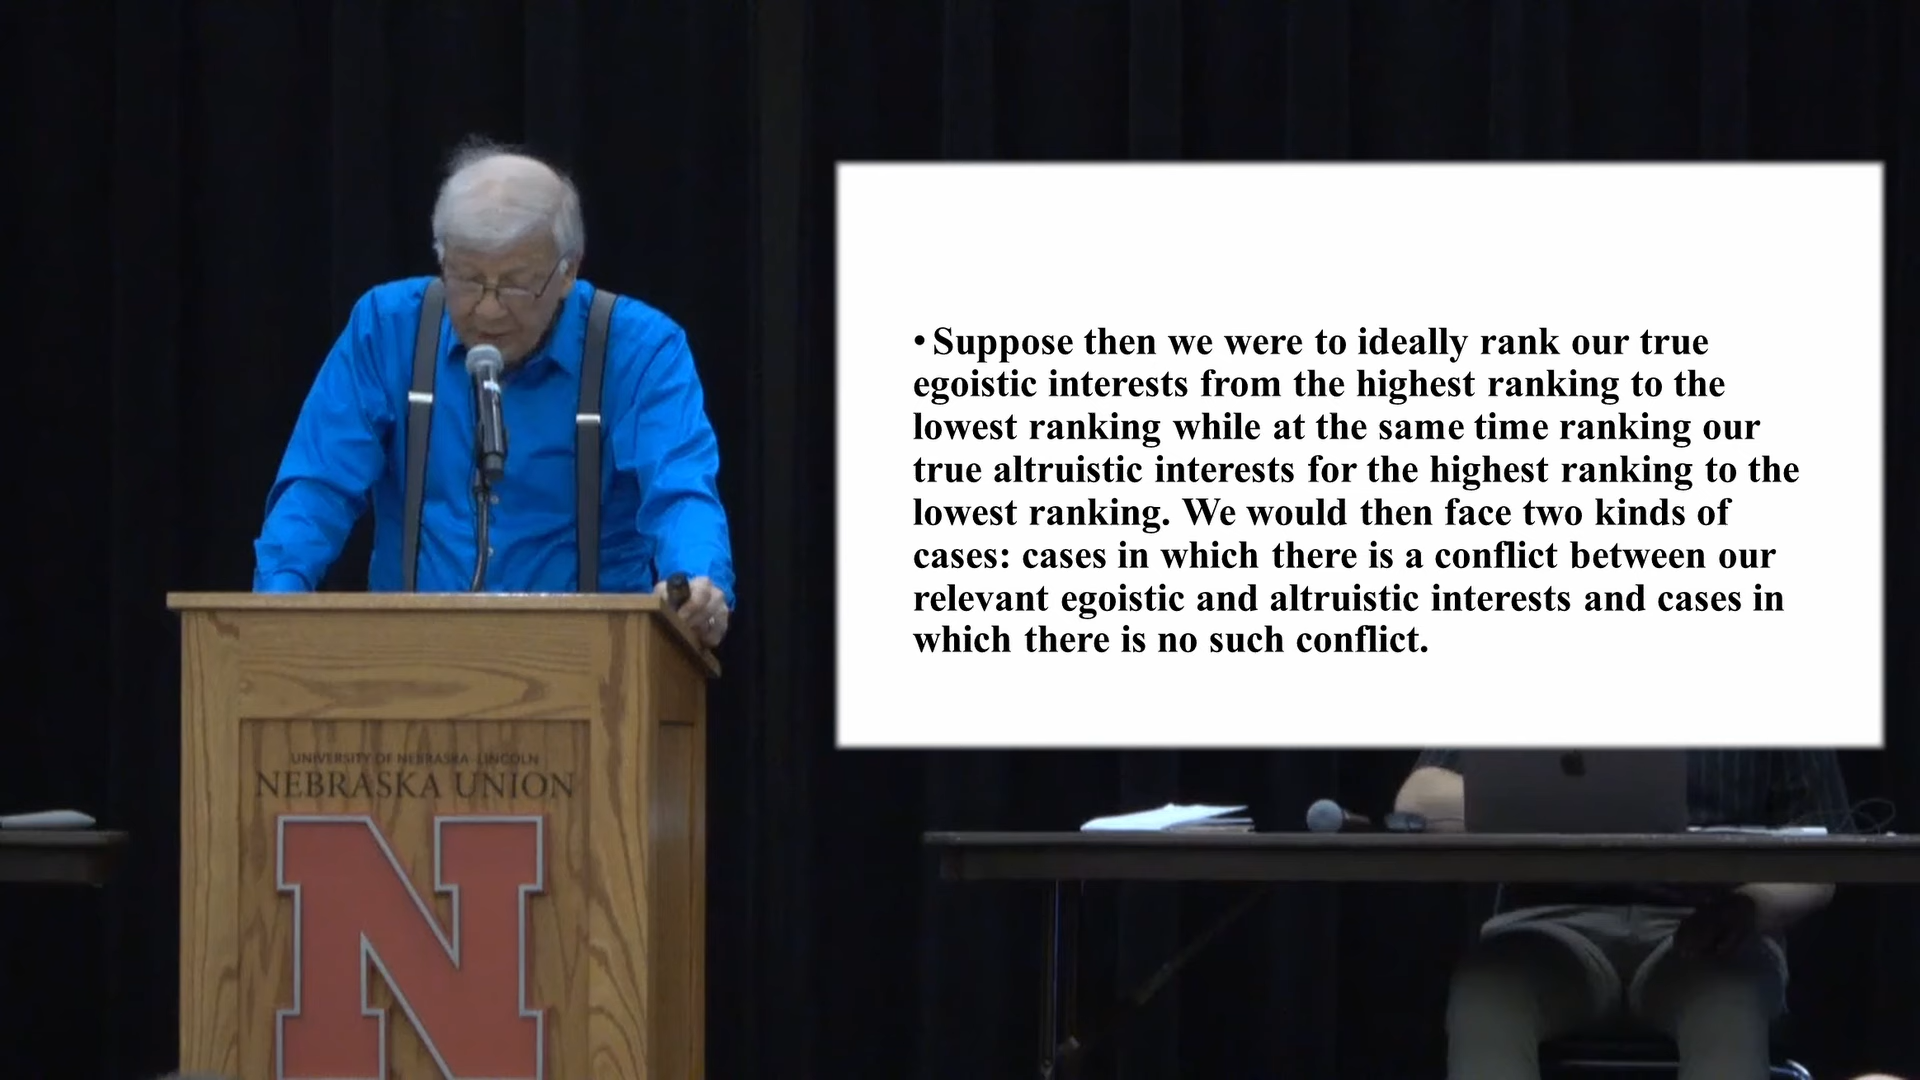 • Suppose then we were to ideally rank our true
egoistic interests from the highest ranking to the
lowest ranking while at the same time ranking our
true altruistic interests for the highest ranking to the
lowest ranking. We would then face two kinds of
cases: cases in which there is a conflict between our
relevant egoistic and altruistic interests and cases in
which there is no such conflict.
UNIVERSITY OF NEBRASKA-LINCOLN
NEBRASKA UNION
N